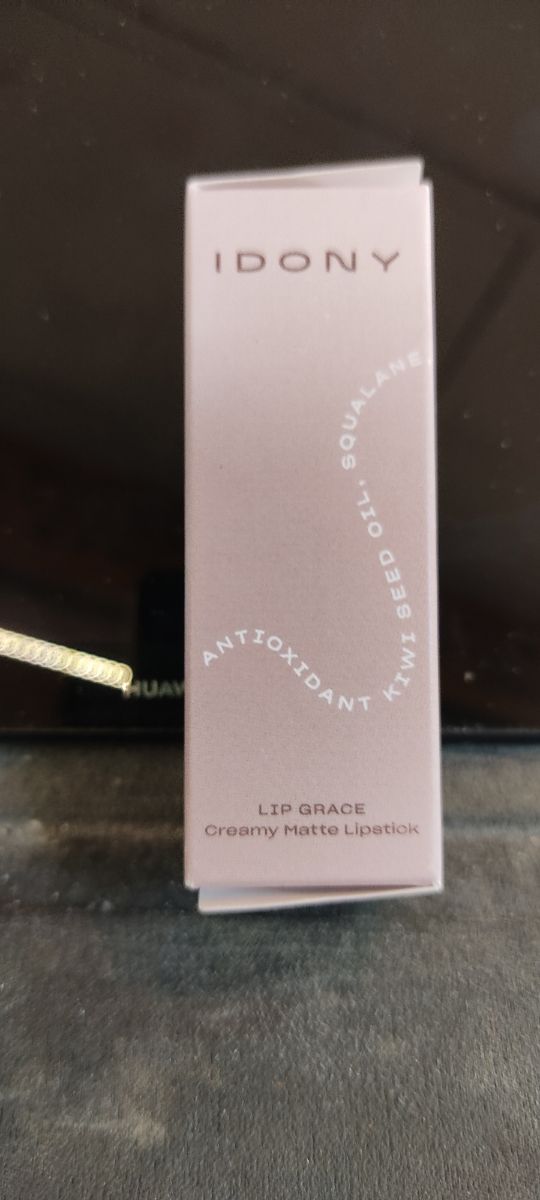 IDONY
ANTIOXIDANT KIWI SEED OIL, SQUALANE,
LIP GRACE
Creamy Matte Lipstick